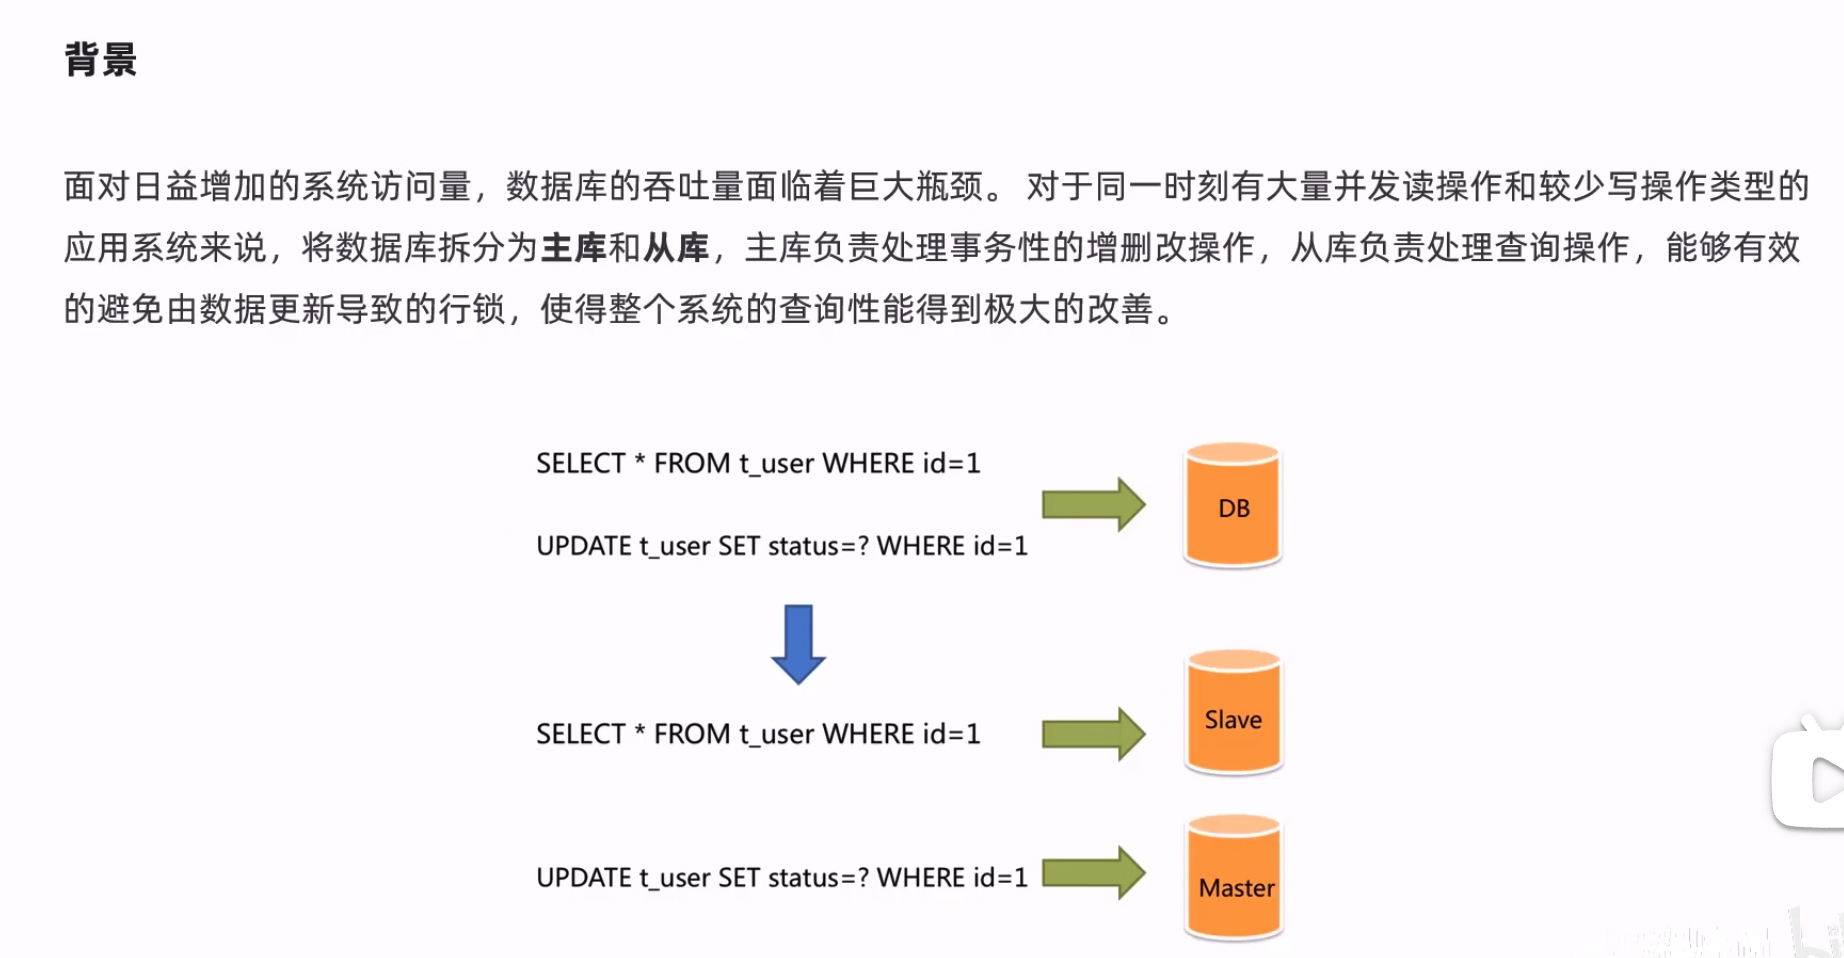 背景
面对日益增加的系统访问量，数据库的吞吐量面临着巨大瓶颈。 对于同一时刻有大量并发读操作和较少写操作类型的
应用系统来说，将数据库拆分为主库和从库，主库负责处理事务性的增删改操作，从库负责处理查询操作，能够有效
的避免由数据更新导致的行锁，使得整个系统的查询性能得到极大的改善。
SELECT * FROM t_user WHERE id=1
DB
UPDATE t_user SET status=? WHERE id=1
SELECT * FROM t_user WHERE id=1
Slave
UPDATE t_user SET status=? WHERE id=1
Master